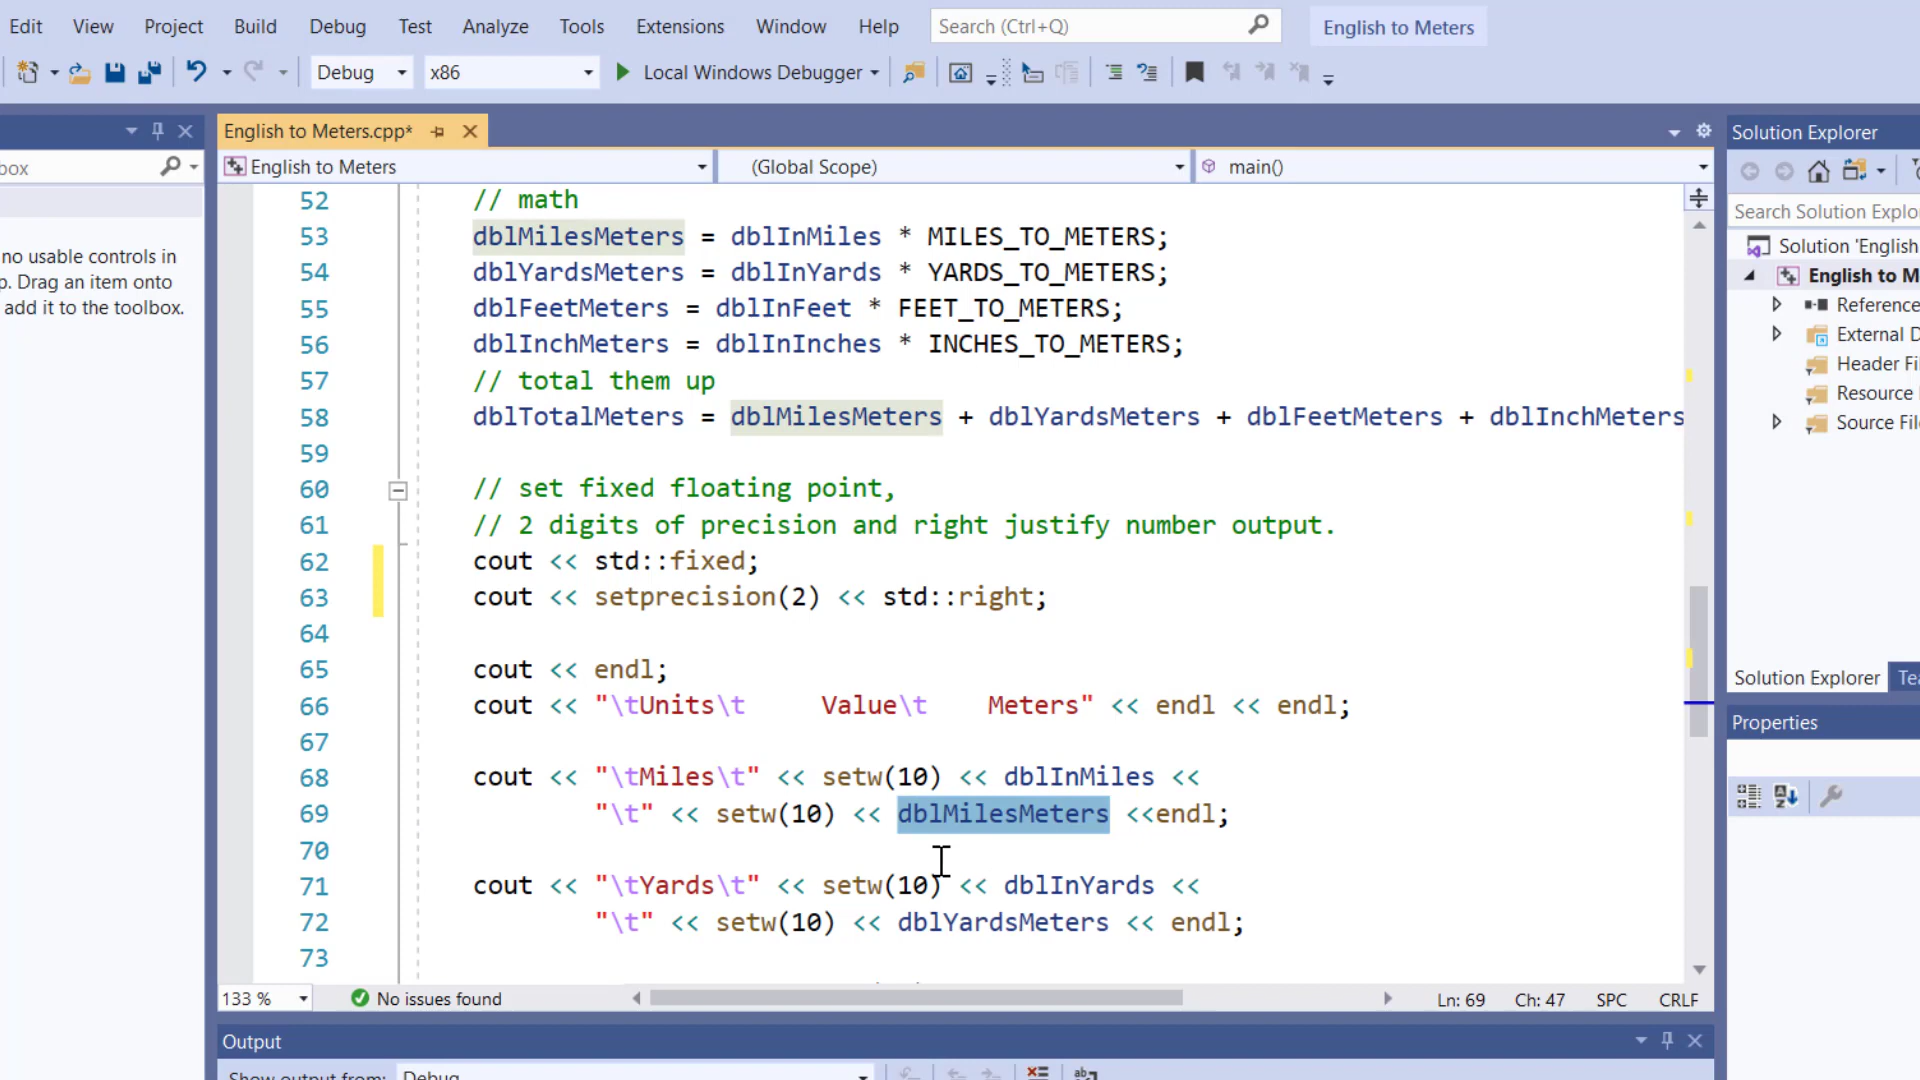 Edit View Project Build Debug Test Analyze Tools Extensions Window Help Search (Ctrl+Q) English to Meters
Debug x86 Local Windows Debugger
English to Meters.cpp* Solution Explorer
box English to Meters (Global Scope) main()
Search Solution Explo
no usable controls in
p. Drag an item onto
add it to the toolbox.
52 // math
53 dblMilesMeters = dblInMiles * MILES_TO_METERS;
54 dblYardsMeters = dblInYards * YARDS_TO_METERS;
55 dblFeetMeters = dblInFeet * FEET_TO_METERS;
56 dblInchMeters = dblInInches * INCHES_TO_METERS;
57 // total them up
58 dblTotalMeters = dblMilesMeters + dblYardsMeters + dblFeetMeters + dblInchMeters
59
60 // set fixed floating point,
61 // 2 digits of precision and right justify number output.
62 cout << std::fixed;
63 cout << setprecision(2) << std::right;
64
65 cout << endl;
66 cout << "\tUnits\t     Value\t    Meters" << endl << endl;
67
68 cout << "\tMiles\t" << setw(10) << dblInMiles <<
69 "\t" << setw(10) << dblMilesMeters <<endl;
70
71 cout << "\tYards\t" << setw(10) << dblInYards <<
72 "\t" << setw(10) << dblYardsMeters << endl;
73
Solution 'English
English to M
Reference
External D
Header Fil
Resource
Source File
Solution Explorer Tea
Properties
133 % No issues found Ln: 69 Ch: 47 SPC CRLF
Output
Show output from: Debug